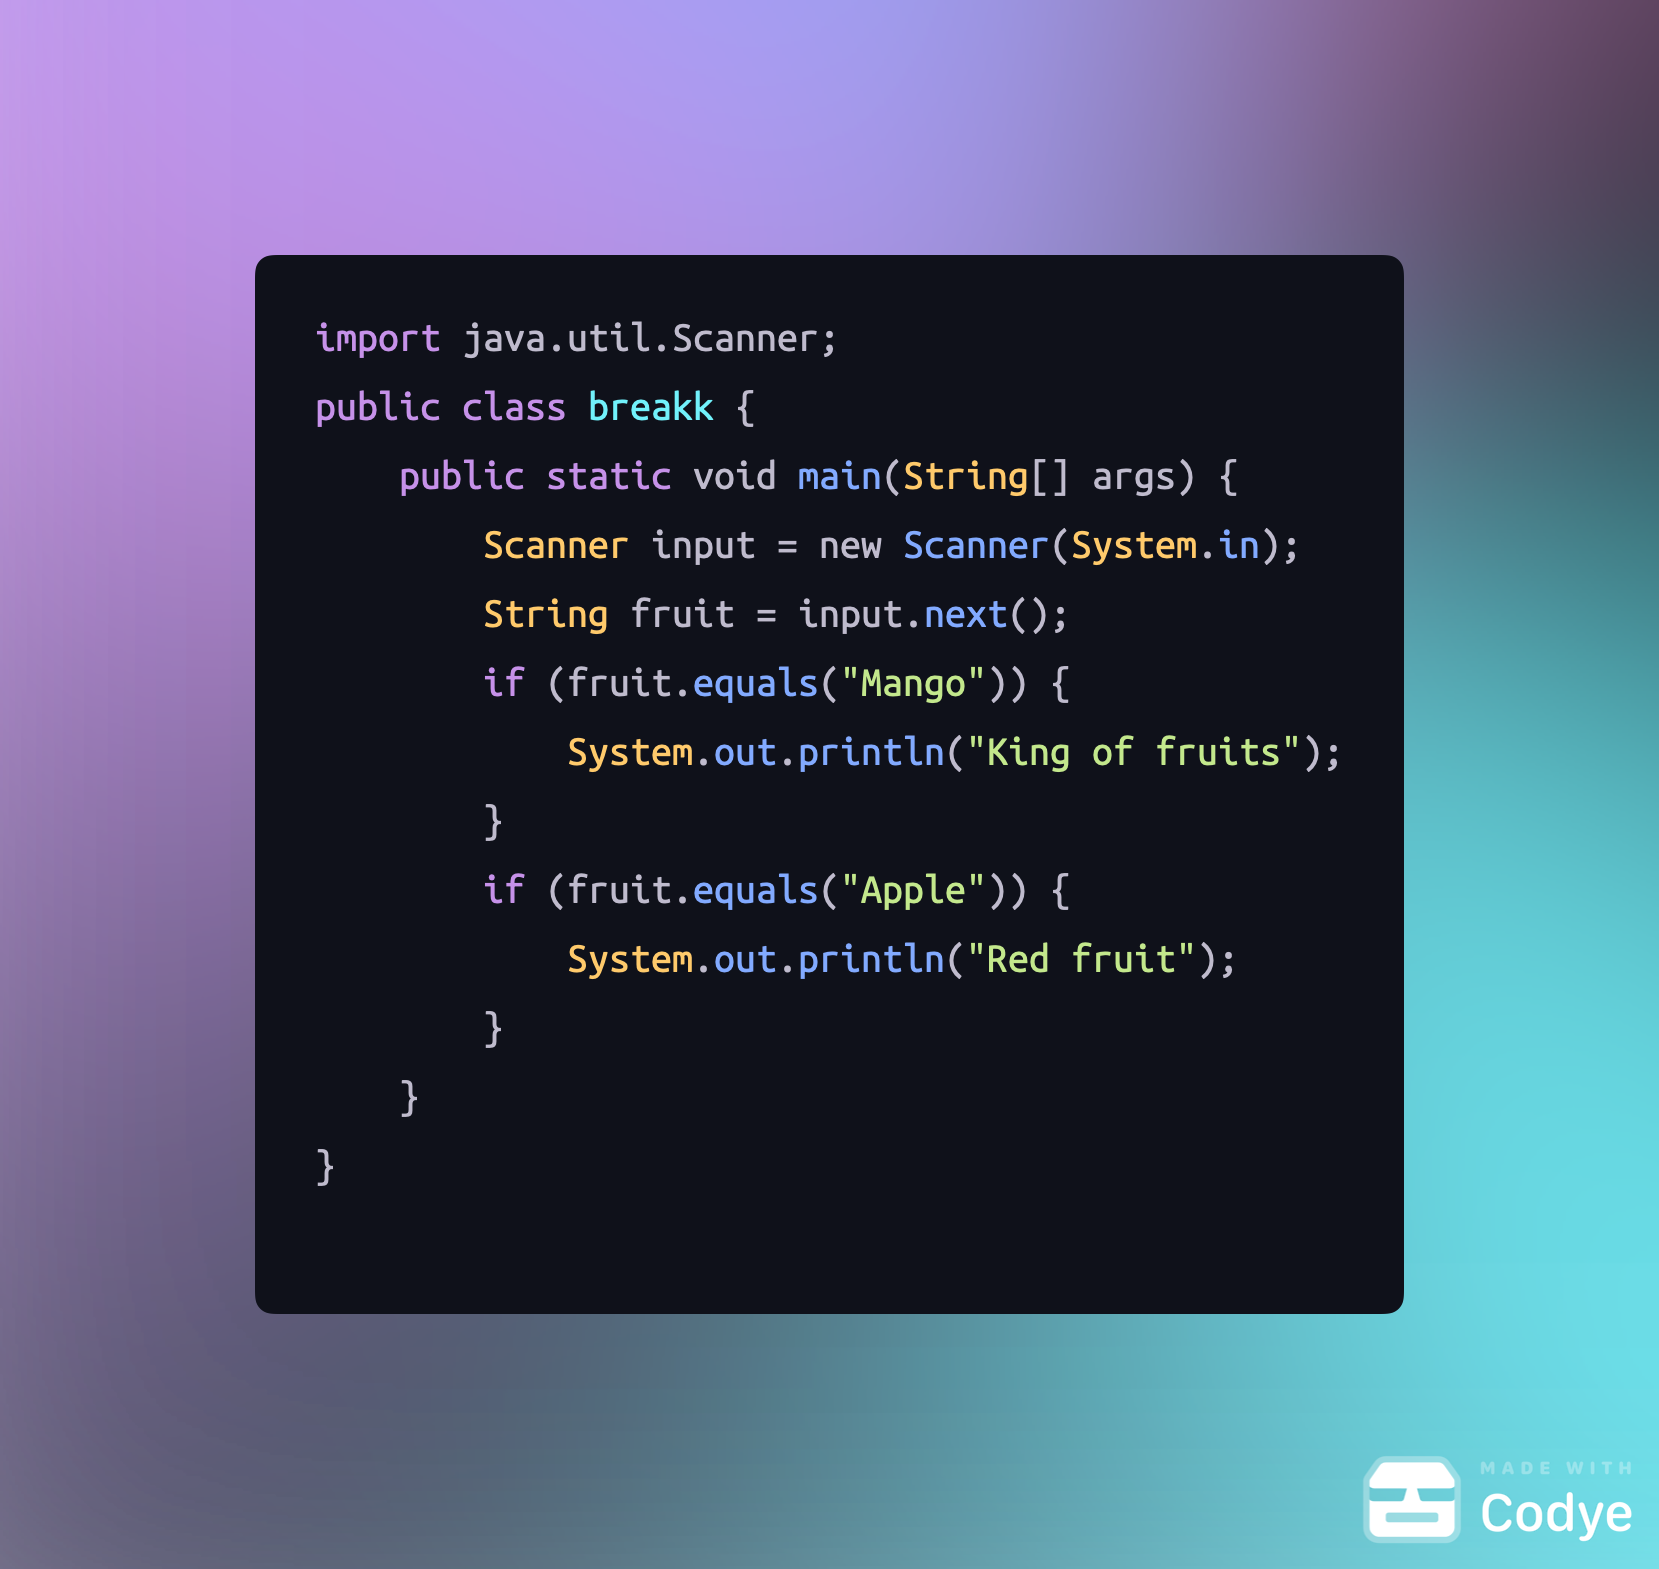 import java.util.Scanner;
public class breakk {
    public static void main(String[] args) {
        Scanner input = new Scanner(System.in);
        String fruit = input.next();
        if (fruit.equals("Mango")) {
            System.out.println("King of fruits");
        }
        if (fruit.equals("Apple")) {
            System.out.println("Red fruit");
        }
    }
}
MADE WITH
Codye